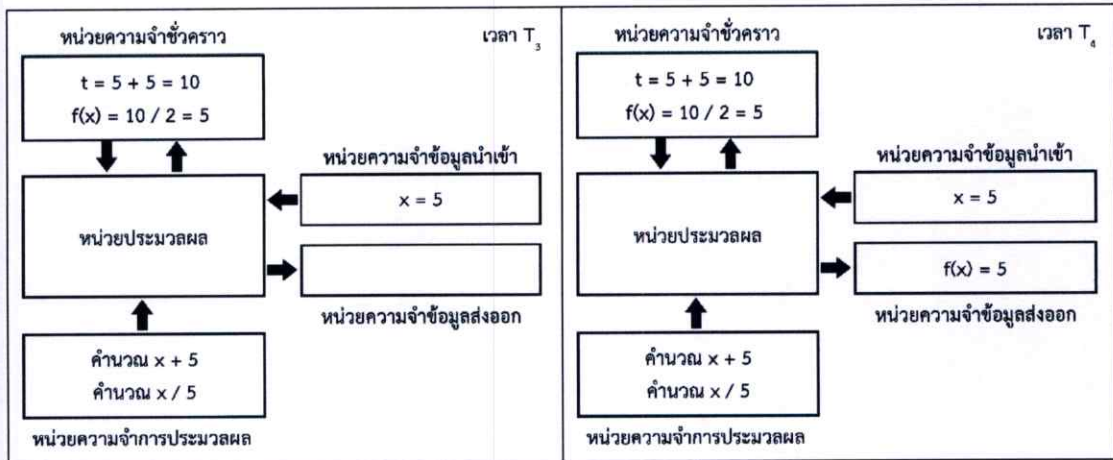 หน่วยความจำชั่วคราว
เวลา T₃
t = 5 + 5 = 10
f(x) = 10 / 2 = 5
หน่วยความจำข้อมูลนำเข้า
x = 5
หน่วยประมวลผล
หน่วยความจำข้อมูลส่งออก
คำนวณ x + 5
คำนวณ x / 5
หน่วยความจำการประมวลผล
หน่วยความจำชั่วคราว
เวลา T₄
t = 5 + 5 = 10
f(x) = 10 / 2 = 5
หน่วยความจำข้อมูลนำเข้า
x = 5
หน่วยประมวลผล
f(x) = 5
หน่วยความจำข้อมูลส่งออก
คำนวณ x + 5
คำนวณ x / 5
หน่วยความจำการประมวลผล